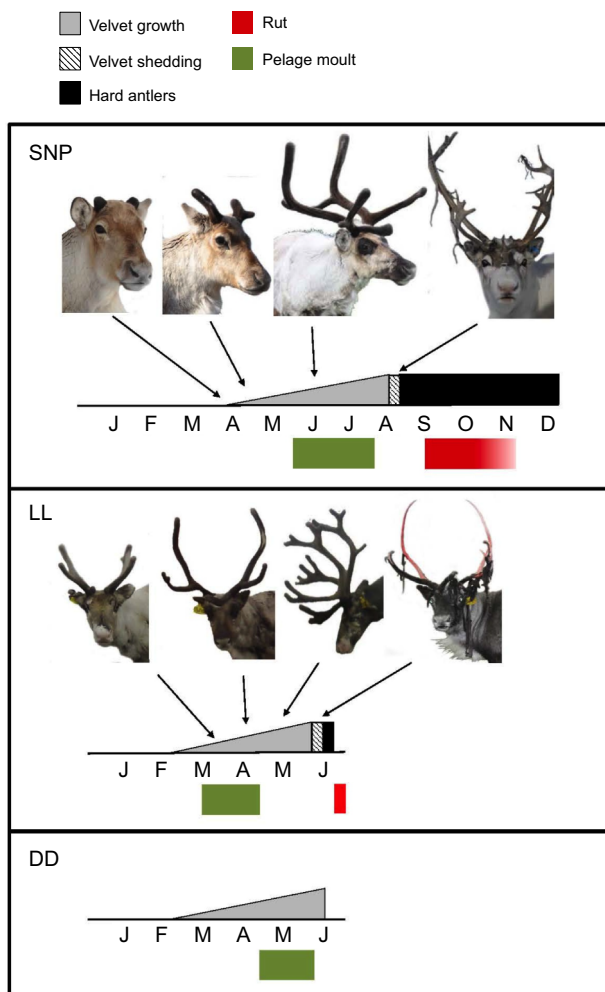 Velvet growth
Rut
Velvet shedding
Pelage moult
Hard antlers
SNP
J F M A M J J A S O N D
LL
J F M A M J
DD
J F M A M J